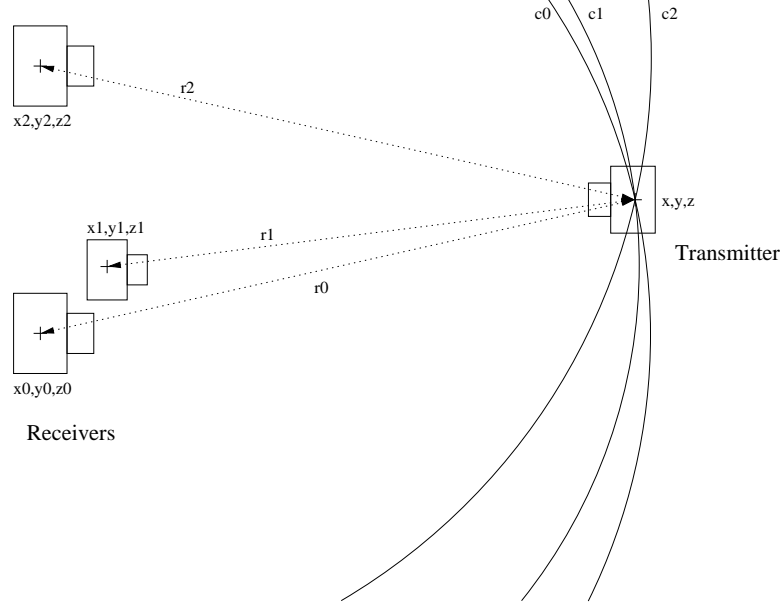 c0
c1
c2
r2
x2,y2,z2
x,y,z
x1,y1,z1
r1
Transmitter
r0
x0,y0,z0
Receivers